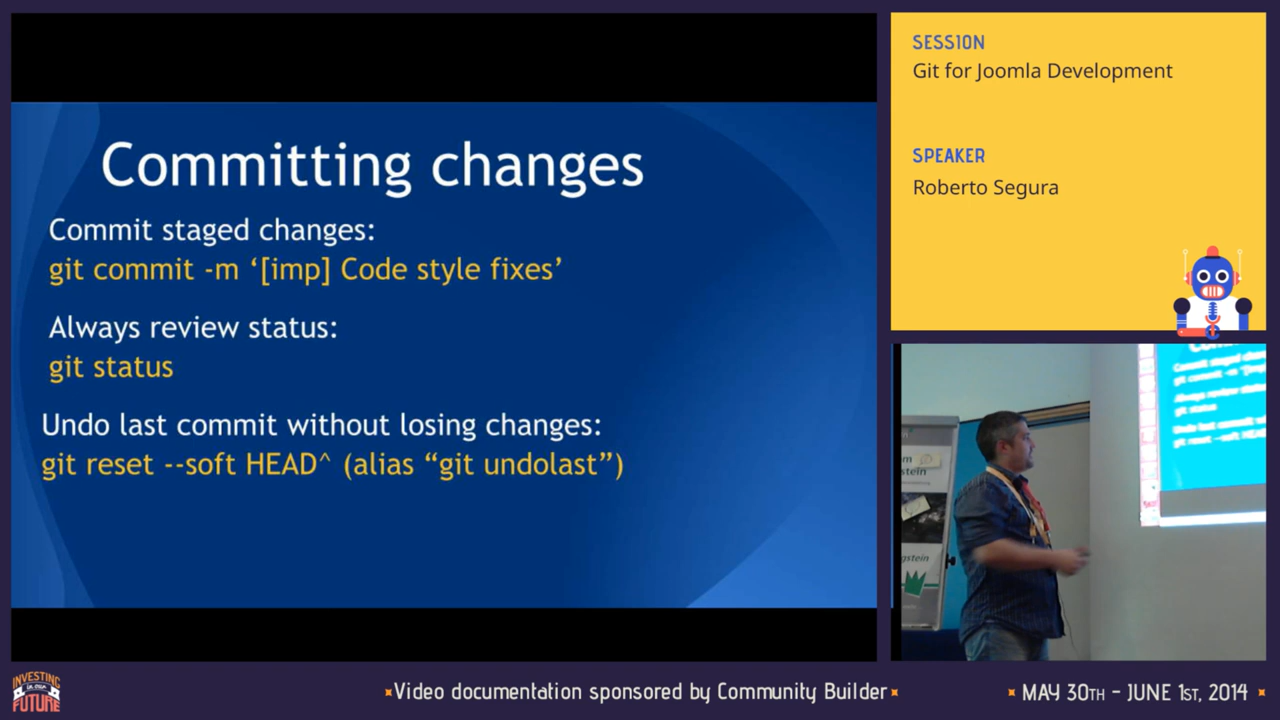 Committing changes
Commit staged changes:
git commit -m ‘[imp] Code style fixes’
Always review status:
git status
Undo last commit without losing changes:
git reset --soft HEAD^ (alias “git undolast”)
SESSION
Git for Joomla Development
SPEAKER
Roberto Segura
INVESTING
IN OUR
FUTURE
Video documentation sponsored by Community Builder
MAY 30TH - JUNE 1ST, 2014